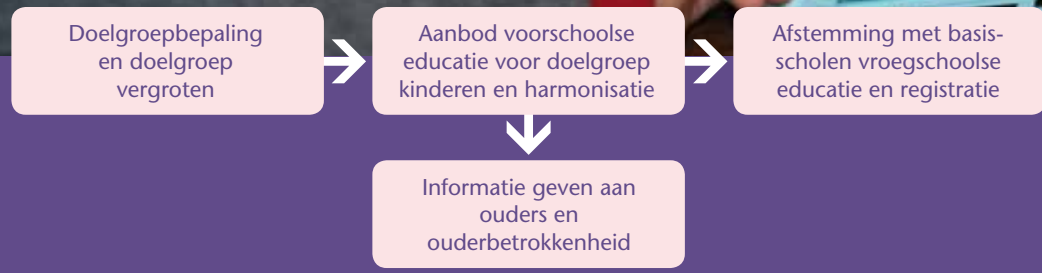 Doelgroepbepaling
en doelgroep
vergroten
Aanbod voorschoolse
educatie voor doelgroep
kinderen en harmonisatie
Afstemming met basis-
scholen vroegschoolse
educatie en registratie
Informatie geven aan
ouders en
ouderbetrokkenheid